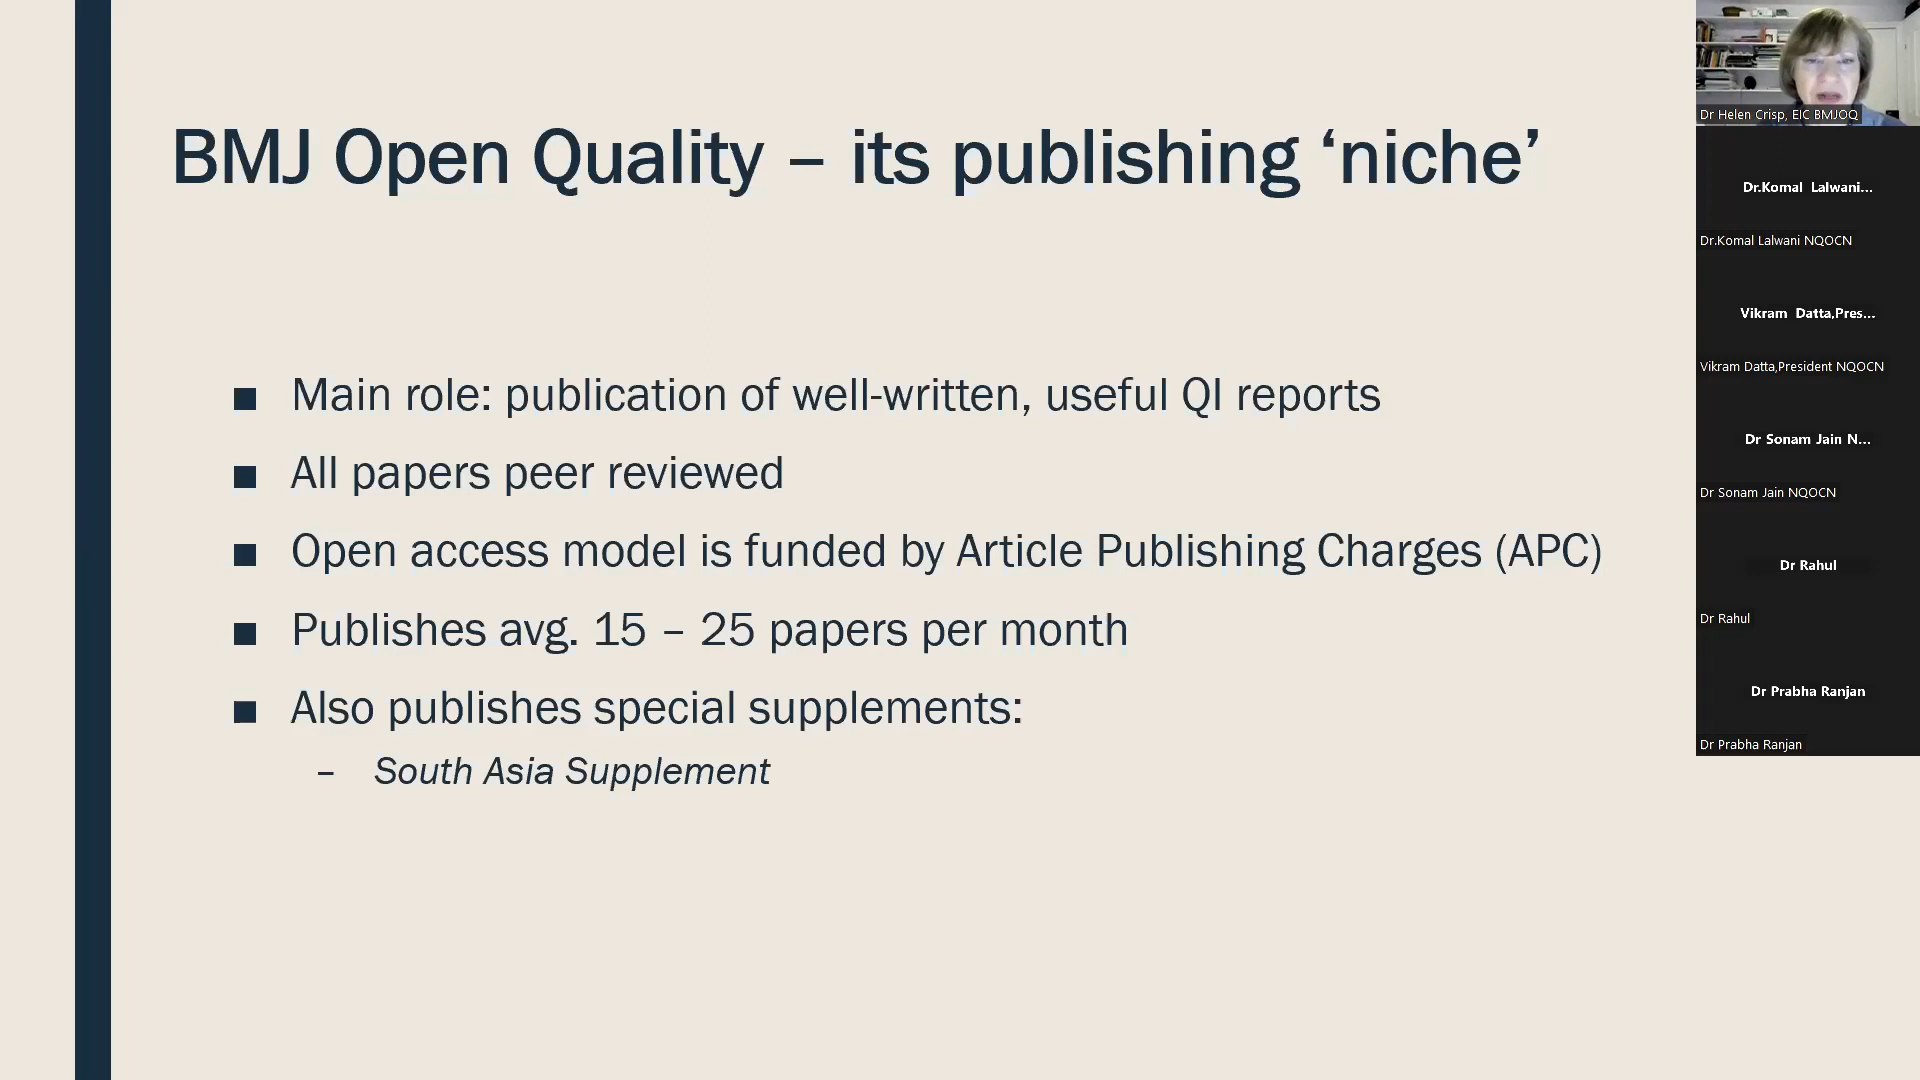 BMJ Open Quality – its publishing ‘niche’
■ Main role: publication of well-written, useful QI reports
■ All papers peer reviewed
■ Open access model is funded by Article Publishing Charges (APC)
■ Publishes avg. 15 – 25 papers per month
■ Also publishes special supplements:
– South Asia Supplement
Dr Helen Crisp, EIC BMJOQ
Dr.Komal Lalwani...
Dr.Komal Lalwani NQOCN
Vikram Datta,Pres...
Vikram Datta,President NQOCN
Dr Sonam Jain N...
Dr Sonam Jain NQOCN
Dr Rahul
Dr Rahul
Dr Prabha Ranjan
Dr Prabha Ranjan